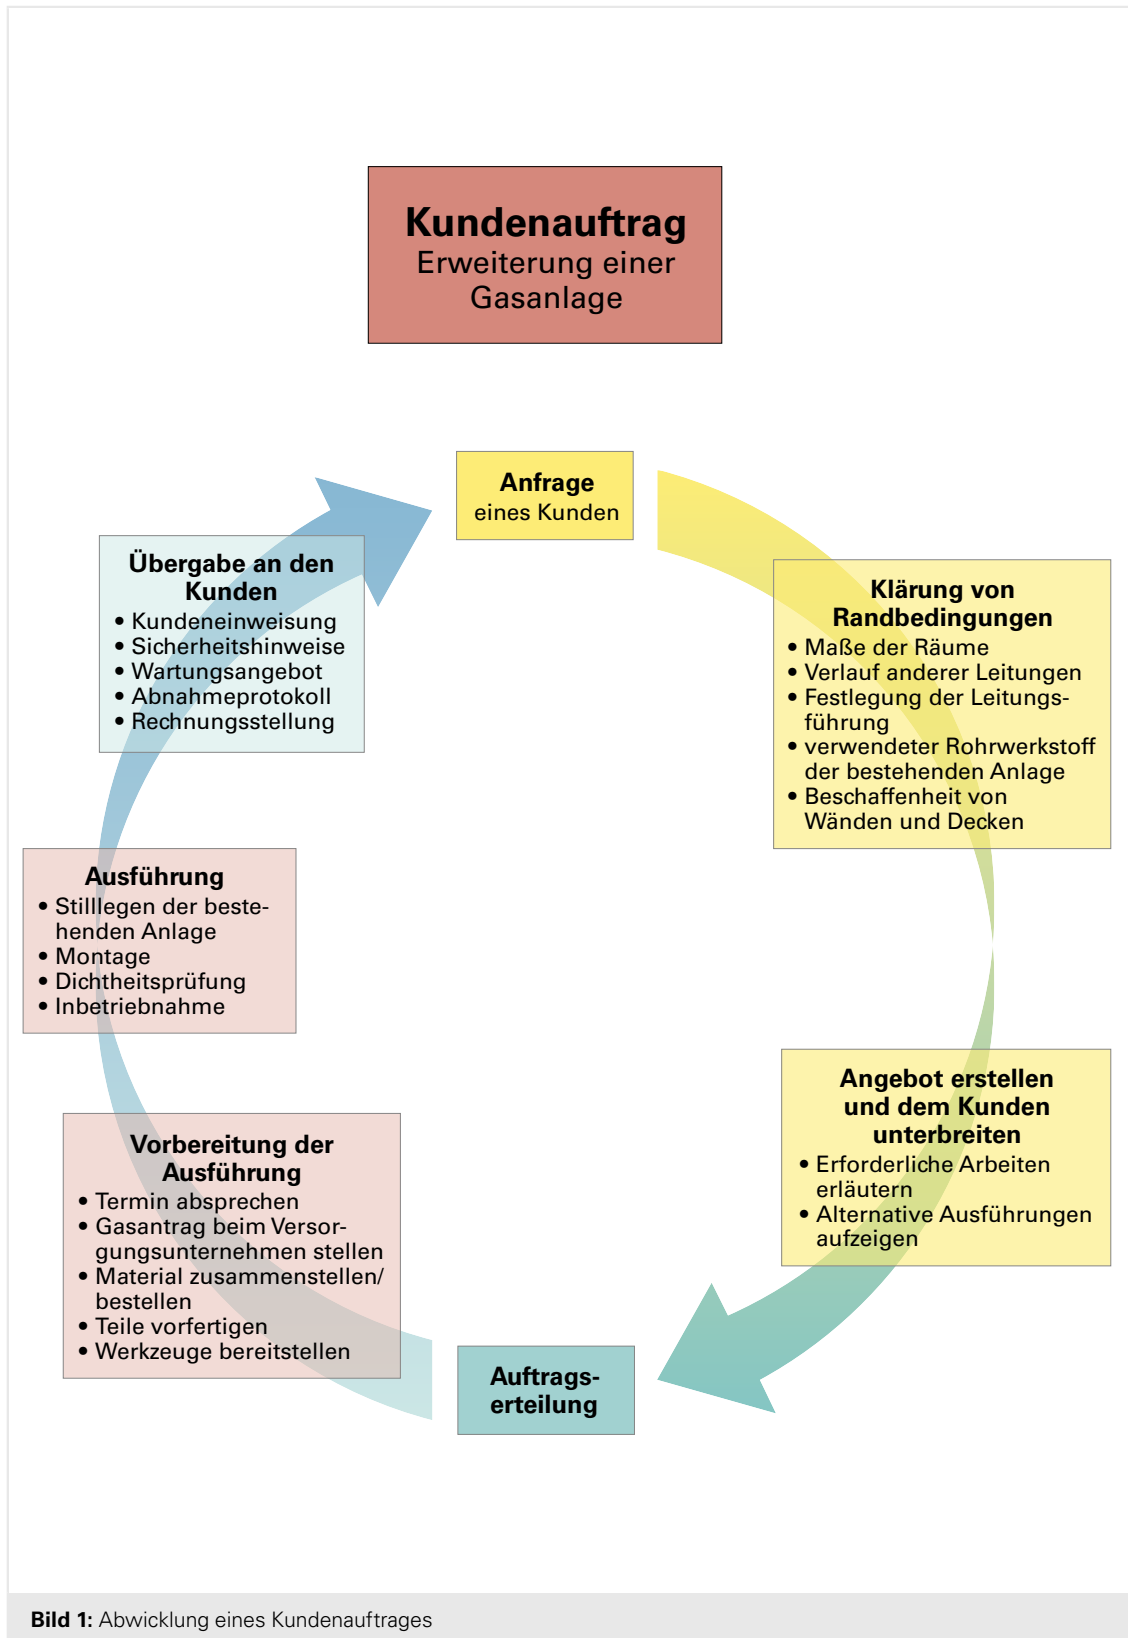 Kundenauftrag
Erweiterung einer
Gasanlage
Anfrage
eines Kunden
Klärung von
Randbedingungen
• Maße der Räume
• Verlauf anderer Leitungen
• Festlegung der Leitungs-
führung
• verwendeter Rohrwerkstoff
der bestehenden Anlage
• Beschaffenheit von
Wänden und Decken
Angebot erstellen
und dem Kunden
unterbreiten
• Erforderliche Arbeiten
erläutern
• Alternative Ausführungen
aufzeigen
Auftrags-
erteilung
Vorbereitung der
Ausführung
• Termin absprechen
• Gasantrag beim Versor-
gungsunternehmen stellen
• Material zusammenstellen/
bestellen
• Teile vorfertigen
• Werkzeuge bereitstellen
Ausführung
• Stilllegen der beste-
henden Anlage
• Montage
• Dichtheitsprüfung
• Inbetriebnahme
Übergabe an den
Kunden
• Kundeneinweisung
• Sicherheitshinweise
• Wartungsangebot
• Abnahmeprotokoll
• Rechnungsstellung
Bild 1: Abwicklung eines Kundenauftrages